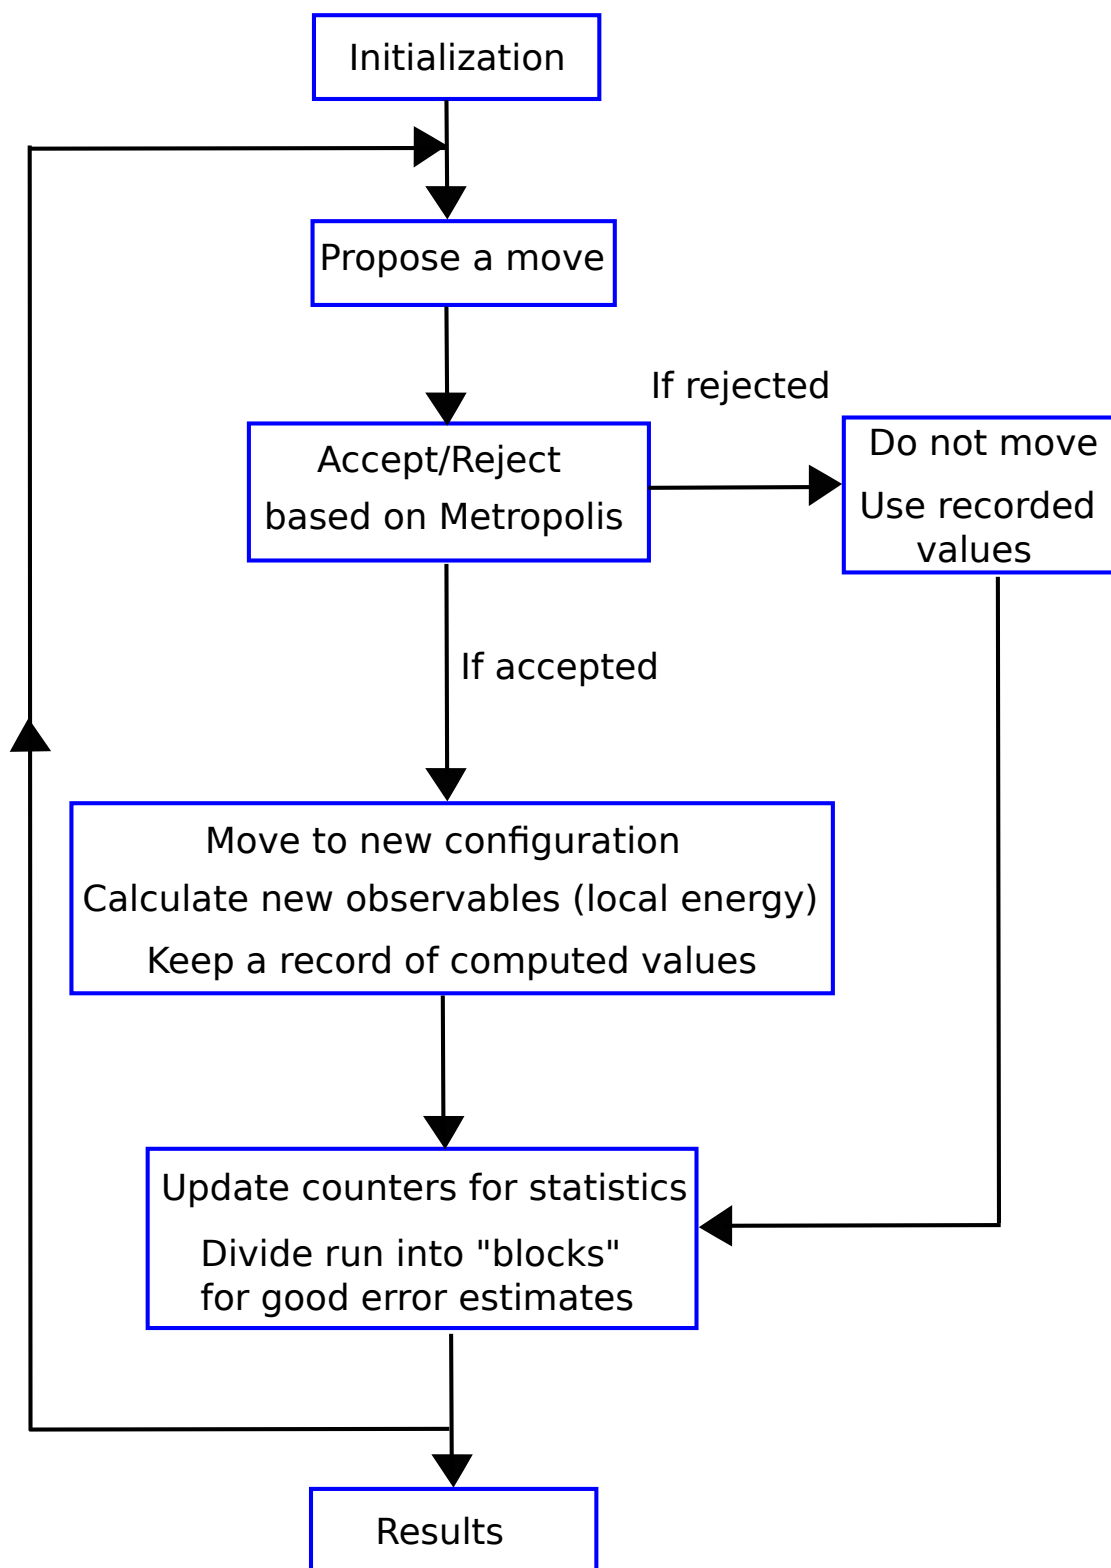 Initialization
Propose a move
If rejected
Accept/Reject
based on Metropolis
Do not move
Use recorded
values
If accepted
Move to new configuration
Calculate new observables (local energy)
Keep a record of computed values
Update counters for statistics
Divide run into "blocks"
for good error estimates
Results